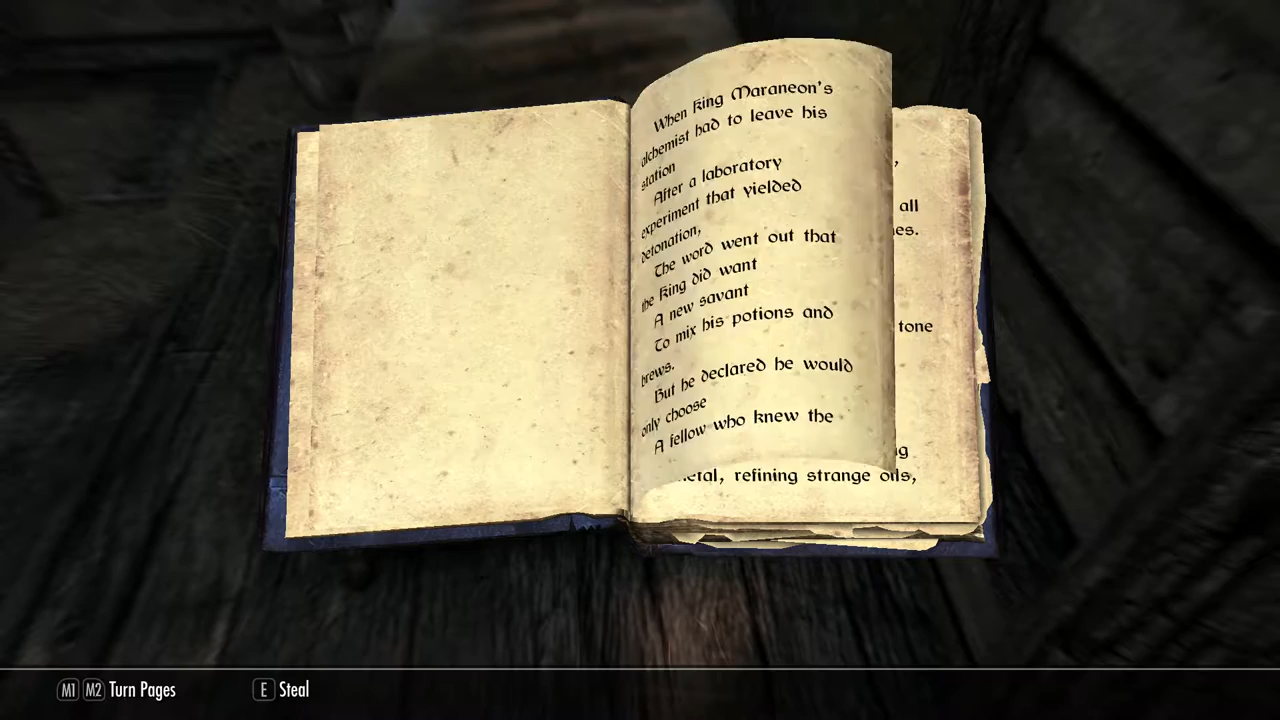 When King Maraneon's
alchemist had to leave his
station
After a laboratory
experiment that yielded
detonation,
The word went out that
the King did want
A new savant
To mix his potions and
brews.
But he declared he would
only choose
A fellow who knew the
all
tone
refining strange oils,
M1 M2 Turn Pages
E Steal